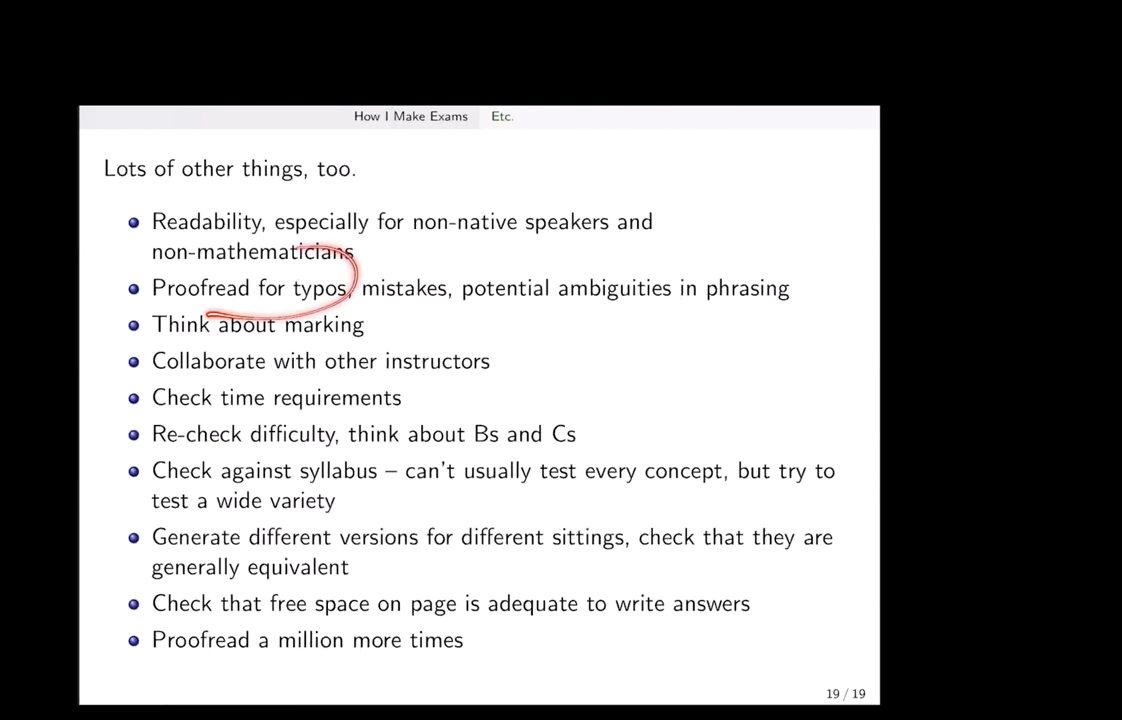 How I Make Exams Etc.
Lots of other things, too.
Readability, especially for non-native speakers and
non-mathematicians
Proofread for typos, mistakes, potential ambiguities in phrasing
Think about marking
Collaborate with other instructors
Check time requirements
Re-check difficulty, think about Bs and Cs
Check against syllabus – can't usually test every concept, but try to
test a wide variety
Generate different versions for different sittings, check that they are
generally equivalent
Check that free space on page is adequate to write answers
Proofread a million more times
19 / 19